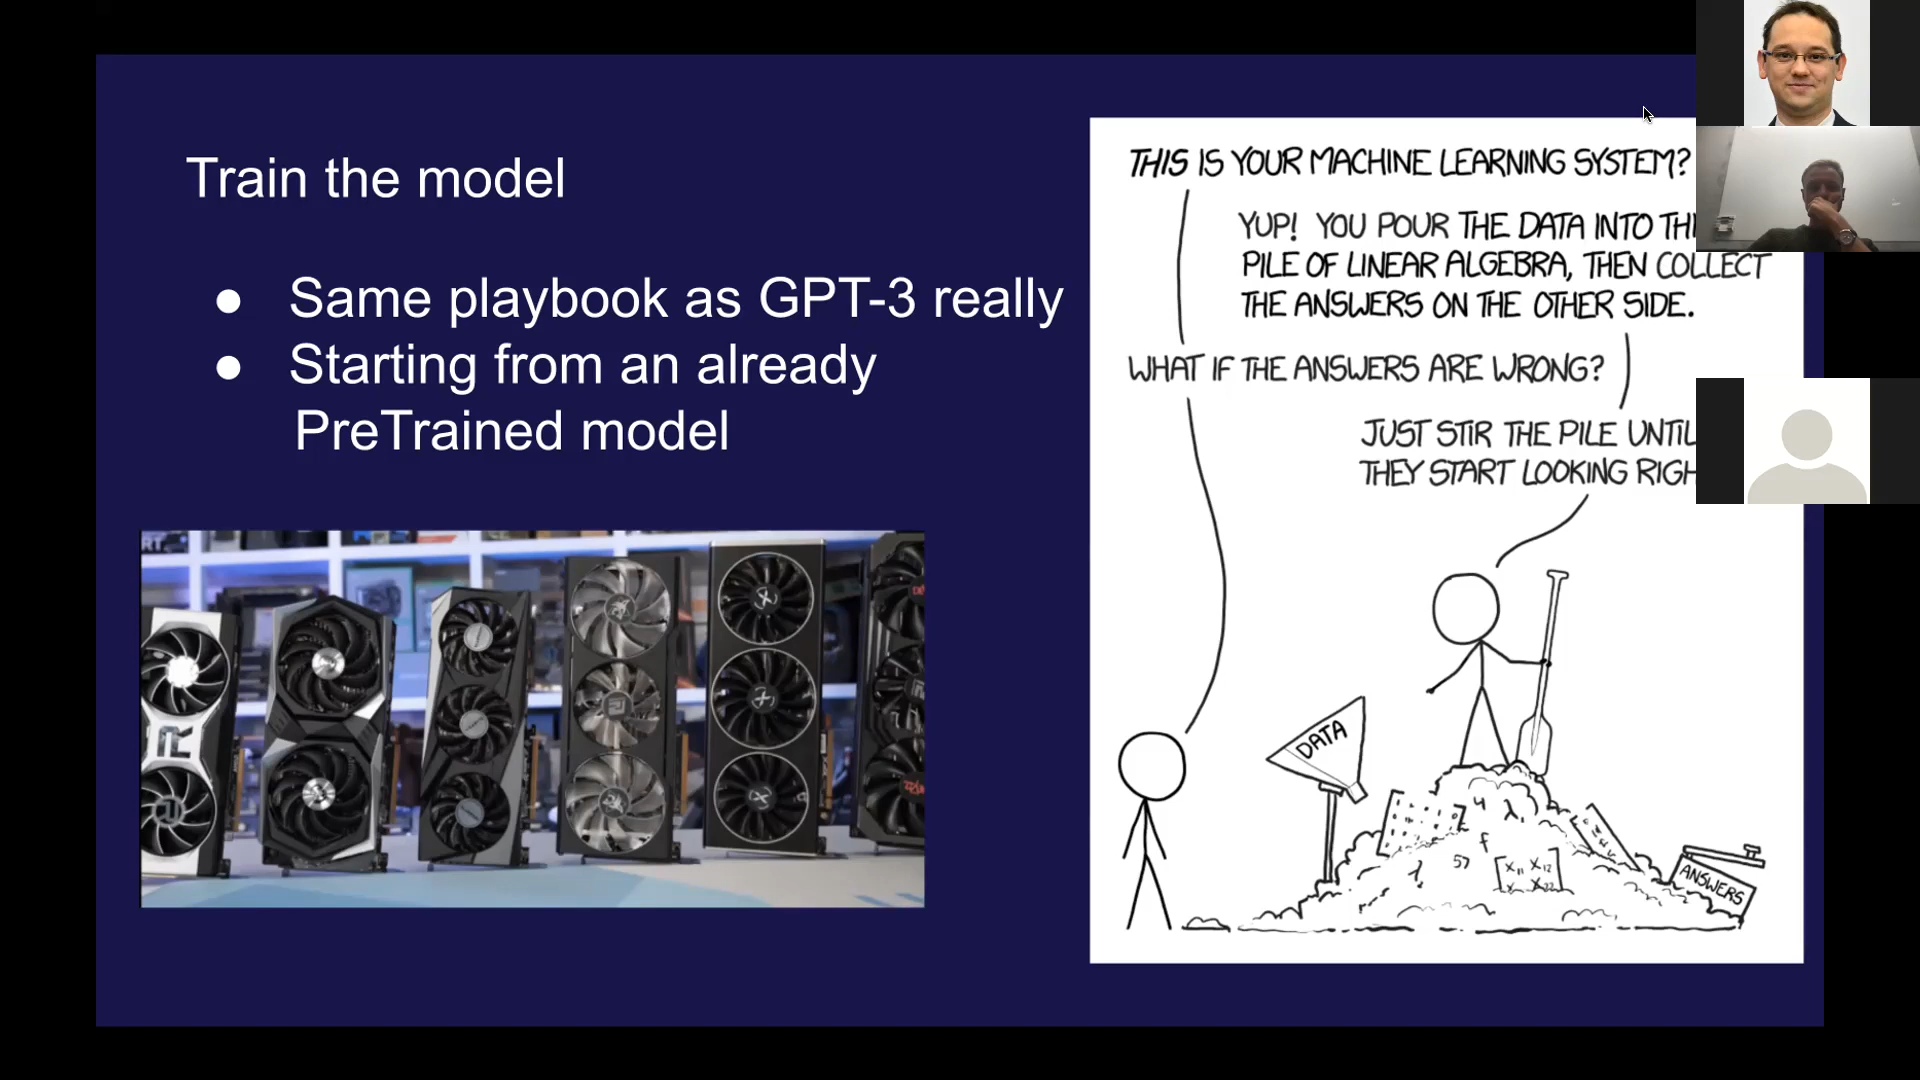 Train the model
● Same playbook as GPT-3 really
● Starting from an already
PreTrained model
THIS IS YOUR MACHINE LEARNING SYSTEM?
YUP! YOU POUR THE DATA INTO
PILE OF LINEAR ALGEBRA, THEN COLLECT
THE ANSWERS ON THE OTHER SIDE.
WHAT IF THE ANSWERS ARE WRONG?
JUST STIR THE PILE UNTIL
THEY START LOOKING
DATA
ANSWERS